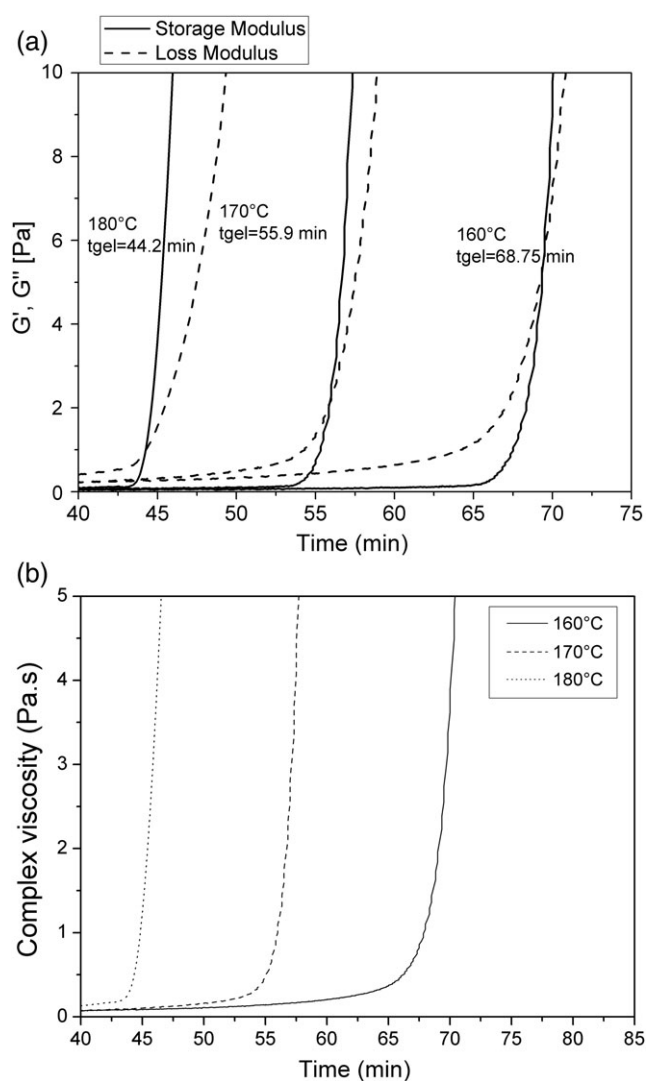 (a)
Storage Modulus
Loss Modulus
G', G" [Pa]
10
8
6
4
2
0
180°C
tgel=44.2 min
170°C
tgel=55.9 min
160°C
tgel=68.75 min
40 45 50 55 60 65 70 75
Time (min)
(b)
Complex viscosity (Pa.s)
5
4
3
2
1
0
160°C
170°C
180°C
40 45 50 55 60 65 70 75 80 85
Time (min)